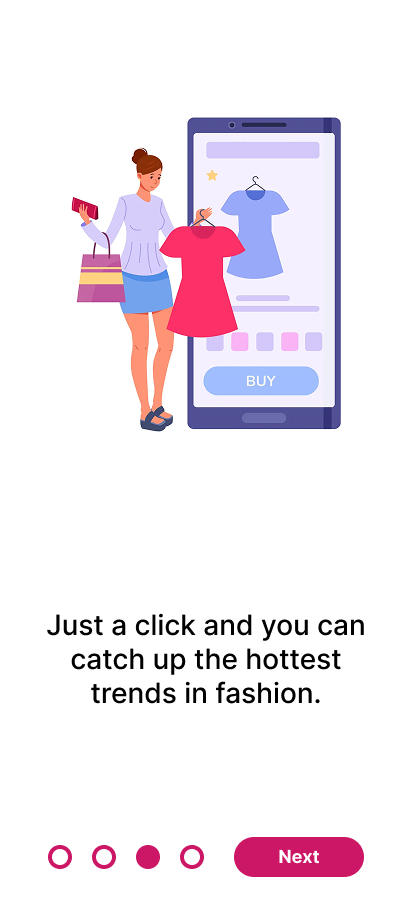 BUY
Just a click and you can
catch up the hottest
trends in fashion.
Next